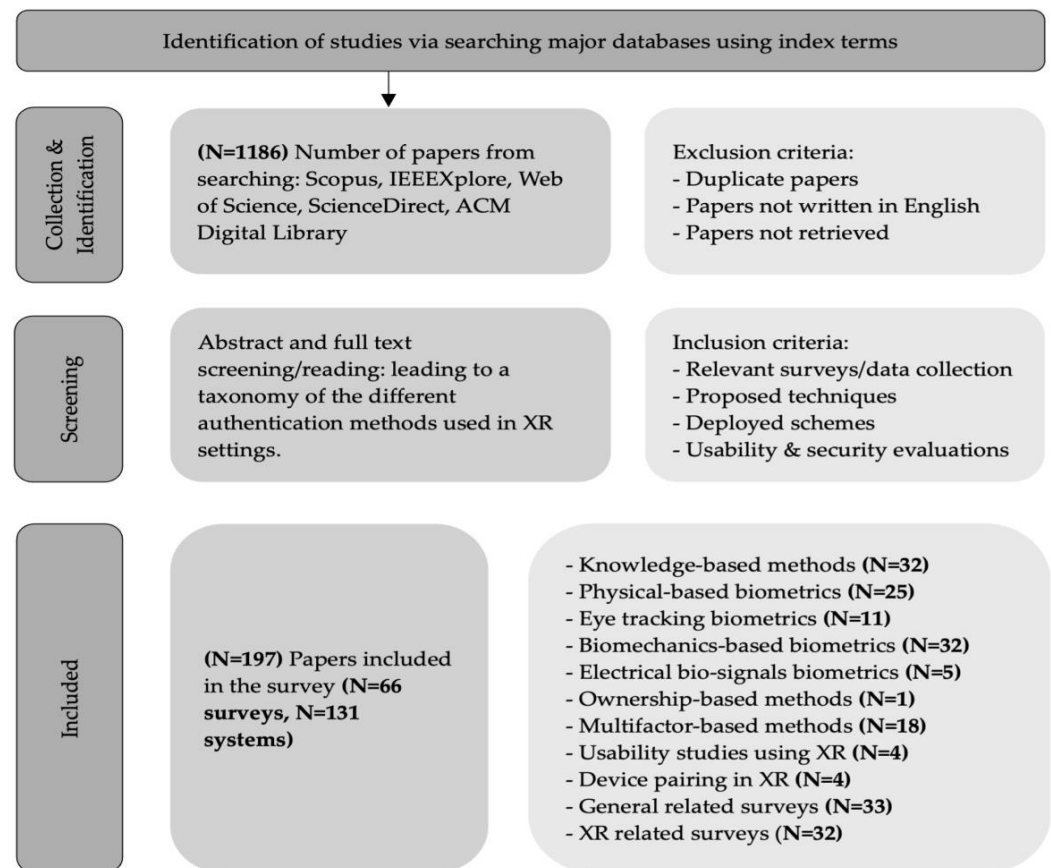 Identification of studies via searching major databases using index terms
Collection &
Identification
(N=1186) Number of papers from
searching: Scopus, IEEEXplore, Web
of Science, ScienceDirect, ACM
Digital Library
Exclusion criteria:
- Duplicate papers
- Papers not written in English
- Papers not retrieved
Screening
Abstract and full text
screening/reading: leading to a
taxonomy of the different
authentication methods used in XR
settings.
Inclusion criteria:
- Relevant surveys/data collection
- Proposed techniques
- Deployed schemes
- Usability & security evaluations
Included
(N=197) Papers included
in the survey (N=66
surveys, N=131
systems)
- Knowledge-based methods (N=32)
- Physical-based biometrics (N=25)
- Eye tracking biometrics (N=11)
- Biomechanics-based biometrics (N=32)
- Electrical bio-signals biometrics (N=5)
- Ownership-based methods (N=1)
- Multifactor-based methods (N=18)
- Usability studies using XR (N=4)
- Device pairing in XR (N=4)
- General related surveys (N=33)
- XR related surveys (N=32)